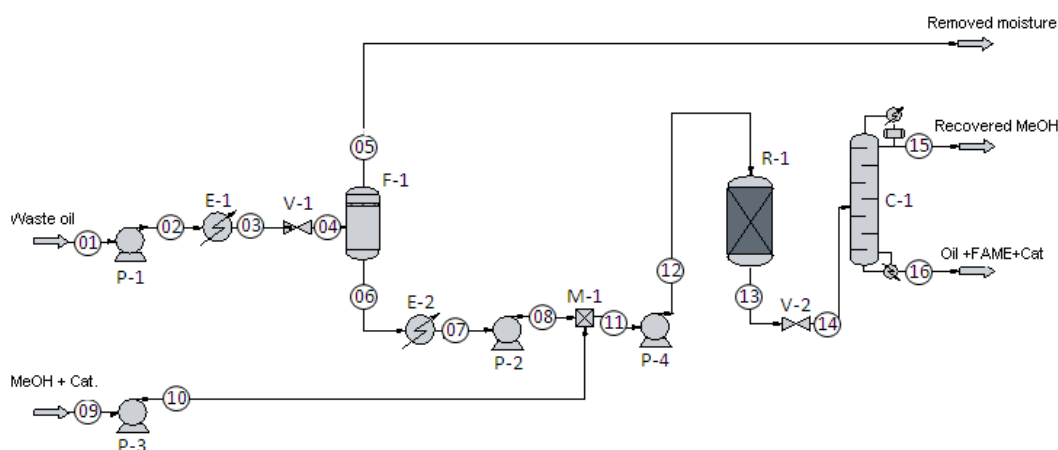 Removed moisture
05
Recovered MeOH
R-1
15
F-1
E-1
V-1
C-1
Waste oil
02
03
04
01
Oil +FAME+Cat
12
16
P-1
06
E-2
M-1
13
V-2
08
11
14
07
P-2
P-4
MeOH + Cat.
10
09
P-3